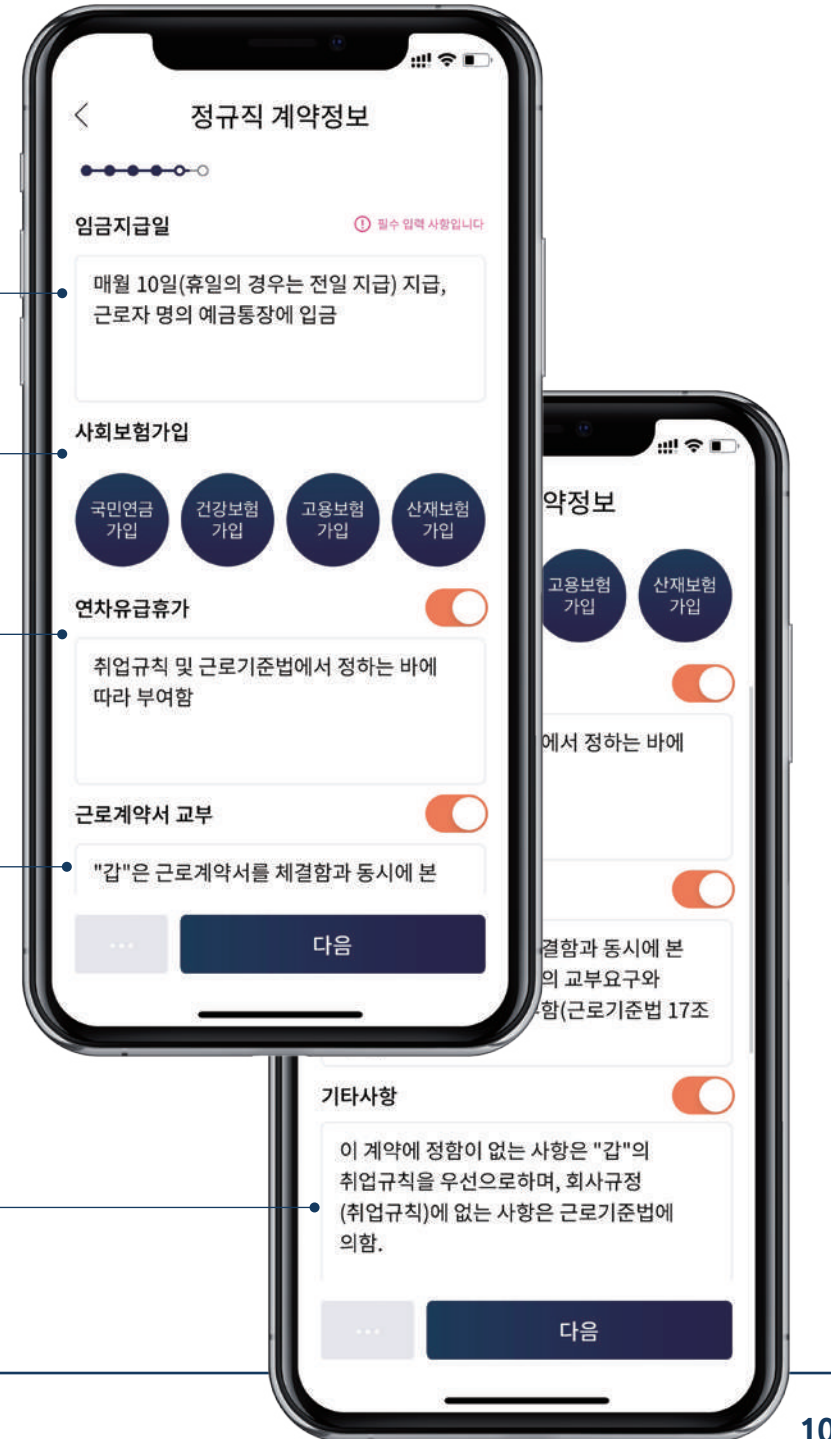 정규직 계약정보
임금지급일
필수 입력 사항입니다
매월 10일(휴일의 경우는 전일 지급) 지급,
근로자 명의 예금통장에 입금
사회보험가입
국민연금
가입
건강보험
가입
고용보험
가입
산재보험
가입
연차유급휴가
취업규칙 및 근로기준법에서 정하는 바에
따라 부여함
근로계약서 교부
"갑"은 근로계약서를 체결함과 동시에 본
다음
약정보
고용보험
가입
산재보험
가입
에서 정하는 바에
결함과 동시에 본
의 교부요구와
함(근로기준법 17조
기타사항
이 계약에 정함이 없는 사항은 "갑"의
취업규칙을 우선으로하며, 회사규정
(취업규칙)에 없는 사항은 근로기준법에
의함.
다음
10